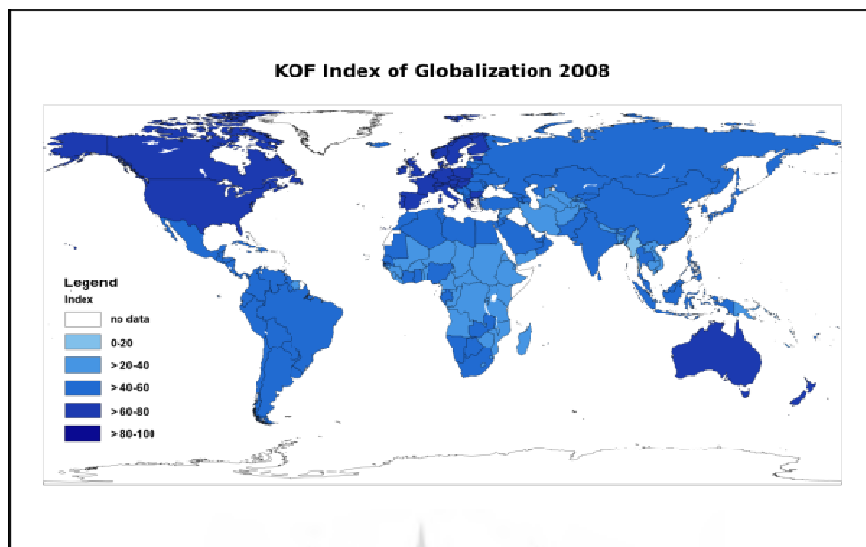 KOF Index of Globalization 2008
Legend
Index
no data
0-20
>20-40
>40-60
>60-80
>80-100